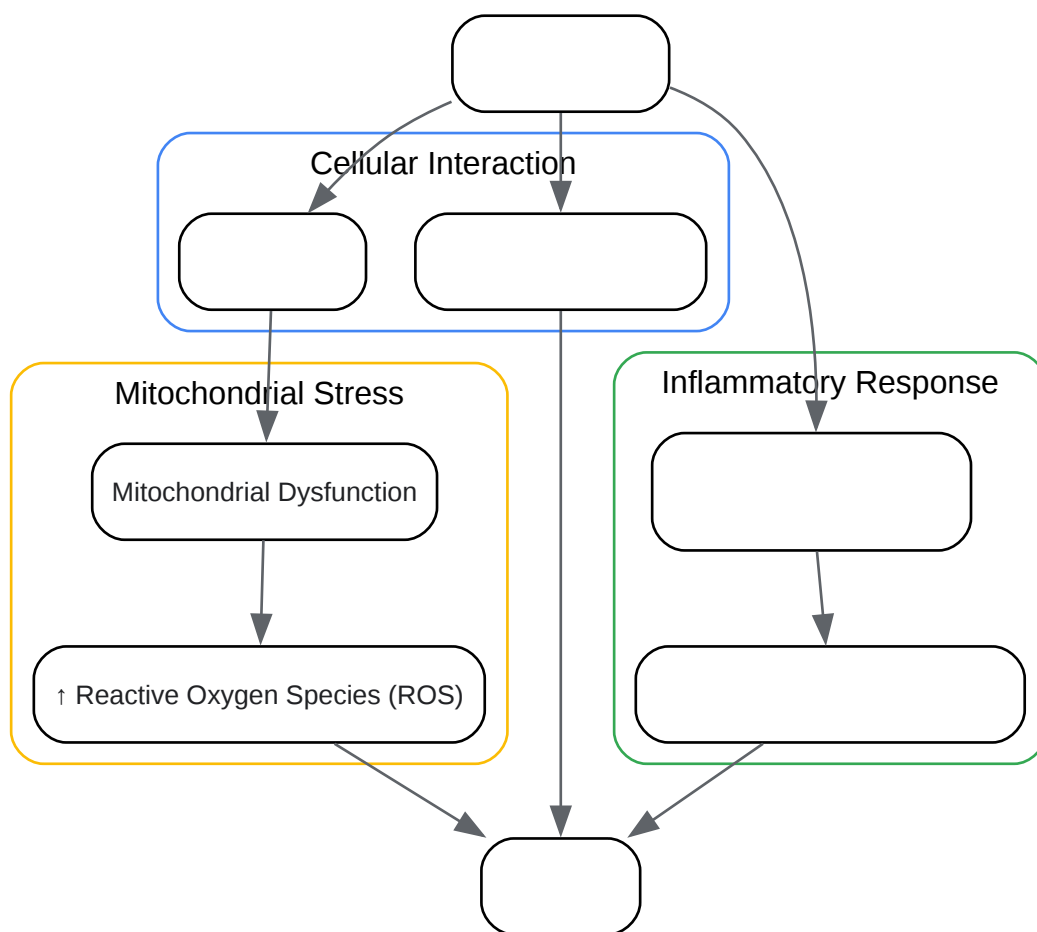 Cellular Interaction
Mitochondrial Stress
Inflammatory Response
Mitochondrial Dysfunction
↑ Reactive Oxygen Species (ROS)